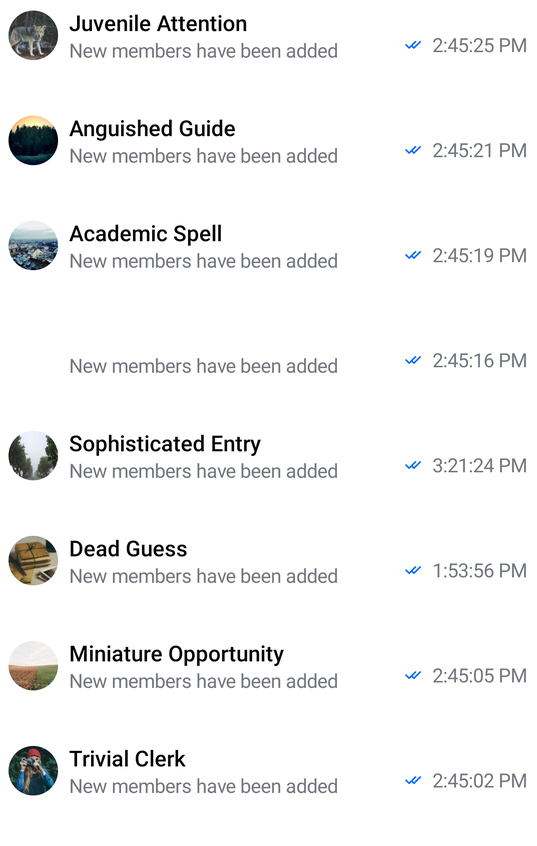 Juvenile Attention
New members have been added
2:45:25 PM
Anguished Guide
New members have been added
2:45:21 PM
Academic Spell
New members have been added
2:45:19 PM
New members have been added
2:45:16 PM
Sophisticated Entry
New members have been added
3:21:24 PM
Dead Guess
New members have been added
1:53:56 PM
Miniature Opportunity
New members have been added
2:45:05 PM
Trivial Clerk
New members have been added
2:45:02 PM